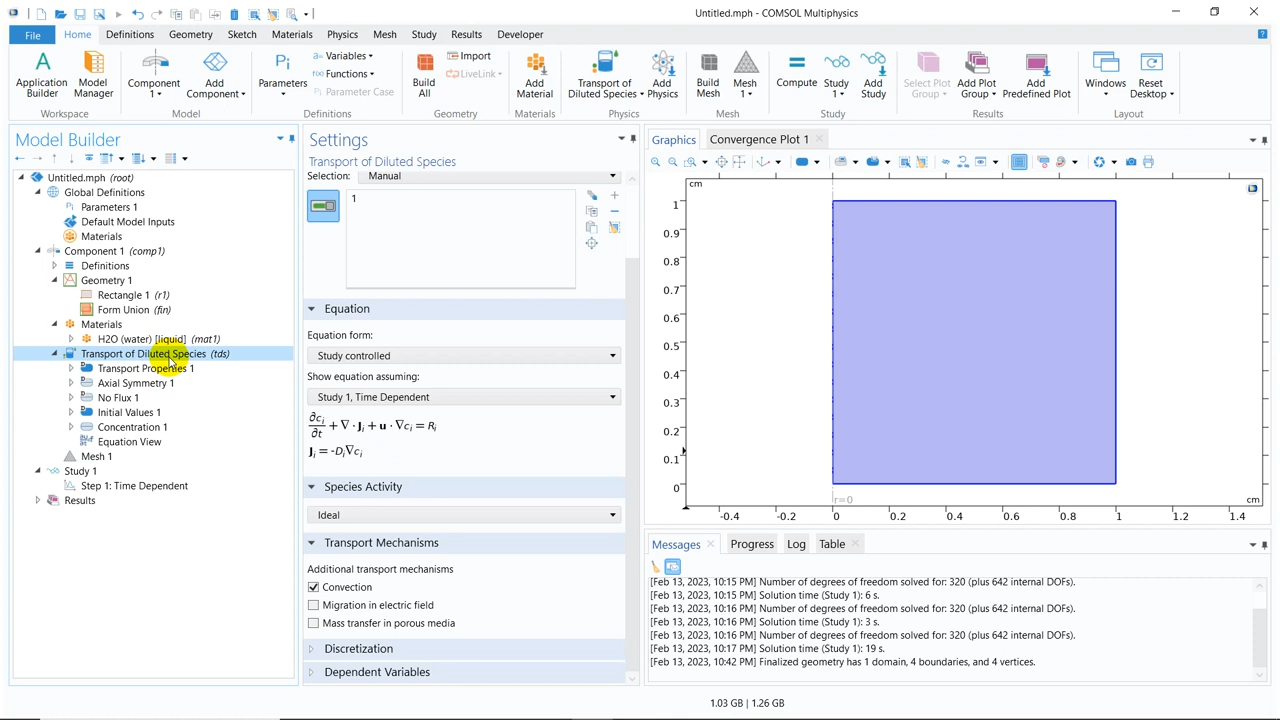 Untitled.mph - COMSOL Multiphysics
File Home Definitions Geometry Sketch Materials Physics Mesh Study Results Developer
Application Builder
Model Manager
Workspace
Component 1
Add Component
Model
Parameters
a= Variables
f(x) Functions
Pi Parameter Case
Definitions
Build All
Import
LiveLink
Geometry
Add Material
Materials
Transport of Diluted Species
Add Physics
Physics
Build Mesh
Mesh 1
Mesh
Compute
Study 1
Add Study
Study
Select Plot Group
Add Plot Group
Add Predefined Plot
Results
Windows
Reset Desktop
Layout
Model Builder
Untitled.mph (root)
Global Definitions
Pi Parameters 1
Default Model Inputs
Materials
Component 1 (comp1)
Definitions
Geometry 1
Rectangle 1 (r1)
Form Union (fin)
Materials
H2O (water) [liquid] (mat1)
Transport of Diluted Species (tds)
Transport Properties 1
Axial Symmetry 1
No Flux 1
Initial Values 1
Concentration 1
Equation View
Mesh 1
Study 1
Step 1: Time Dependent
Results
Settings
Transport of Diluted Species
Selection: Manual
1
Equation
Equation form:
Study controlled
Show equation assuming:
Study 1, Time Dependent
∂cᵢ/∂t + ∇ · Jᵢ + u · ∇cᵢ = Rᵢ
Jᵢ = -Dᵢ∇cᵢ
Species Activity
Ideal
Transport Mechanisms
Additional transport mechanisms
Convection
Migration in electric field
Mass transfer in porous media
Discretization
Dependent Variables
Graphics Convergence Plot 1
cm
1
0.9
0.8
0.7
0.6
0.5
0.4
0.3
0.2
0.1
0
r=0
cm
-0.4 -0.2 0 0.2 0.4 0.6 0.8 1 1.2 1.4
Messages Progress Log Table
[Feb 13, 2023, 10:15 PM] Number of degrees of freedom solved for: 320 (plus 642 internal DOFs).
[Feb 13, 2023, 10:15 PM] Solution time (Study 1): 6 s.
[Feb 13, 2023, 10:16 PM] Number of degrees of freedom solved for: 320 (plus 642 internal DOFs).
[Feb 13, 2023, 10:16 PM] Solution time (Study 1): 3 s.
[Feb 13, 2023, 10:16 PM] Number of degrees of freedom solved for: 320 (plus 642 internal DOFs).
[Feb 13, 2023, 10:17 PM] Solution time (Study 1): 19 s.
[Feb 13, 2023, 10:42 PM] Finalized geometry has 1 domain, 4 boundaries, and 4 vertices.
1.03 GB | 1.26 GB